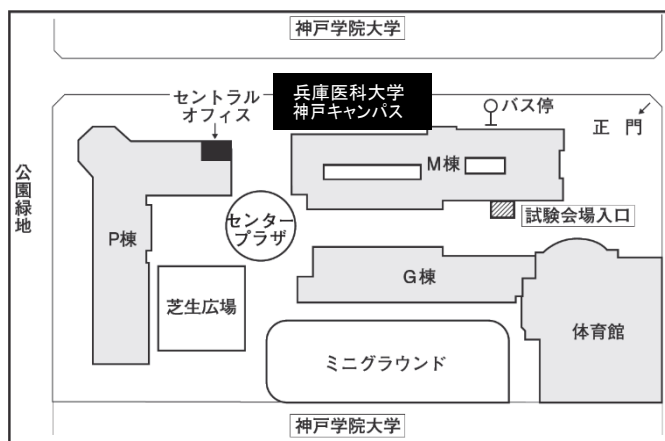 神戸学院大学
兵庫医科大学
神戸キャンパス
セントラル
オフィス
バス停
正 門
公園緑地
M棟
試験会場入口
センター
プラザ
P棟
G棟
芝生広場
体育館
ミニグラウンド
神戸学院大学